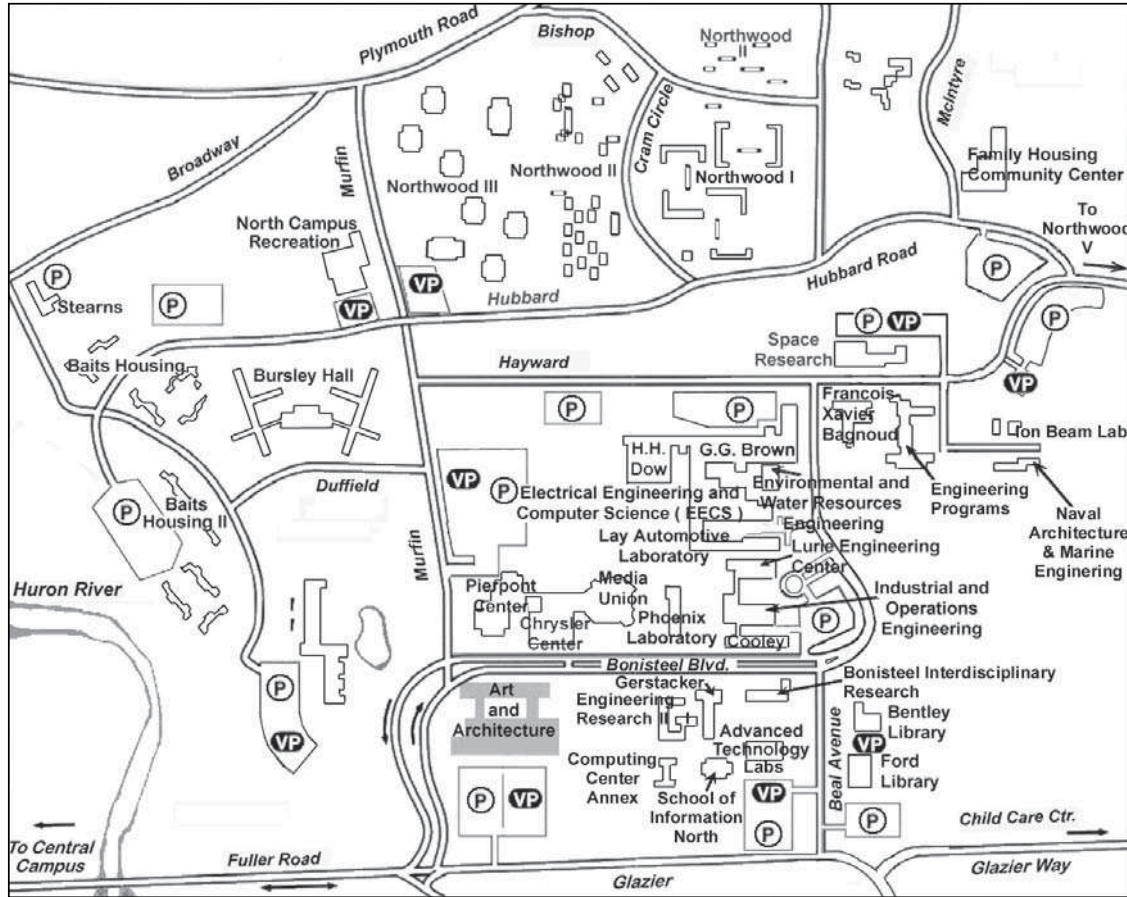 Plymouth Road
Bishop
Northwood
II
McIntyre
Cram Circle
Broadway
Murfin
Northwood III
Northwood II
Northwood I
Family Housing
Community Center
To
Northwood
V
North Campus
Recreation
P
Stearns
P
VP
VP
Hubbard
Hubbard Road
P
P
VP
P
VP
Space
Research
Hayward
Baits Housing
Bursley Hall
P
P
Francois-
Xavier
Bagnoud
Ion Beam Lab
H.H.
Dow
G.G. Brown
Environmental and
Water Resources
Engineering
Engineering
Programs
Naval
Architecture
& Marine
Enginering
Duffield
VP
P
Electrical Engineering and
Computer Science ( EECS )
Lay Automotive
Laboratory
Lurie Engineering
Center
P
Baits
Housing II
Murfin
Huron River
Pierpont
Center
Chrysler
Center
Media
Union
Phoenix
Laboratory
Cooley
P
Industrial and
Operations
Engineering
Bonisteel Blvd.
P
VP
Art
and
Architecture
Gerstacker
Engineering
Research II
Bonisteel Interdisciplinary
Research
Advanced
Technology
Labs
Beal Avenue
Bentley
Library
VP
Ford
Library
Computing
Center
Annex
School of
Information
North
P
VP
VP
P
P
Child Care Ctr.
To Central
Campus
Fuller Road
Glazier
Glazier Way